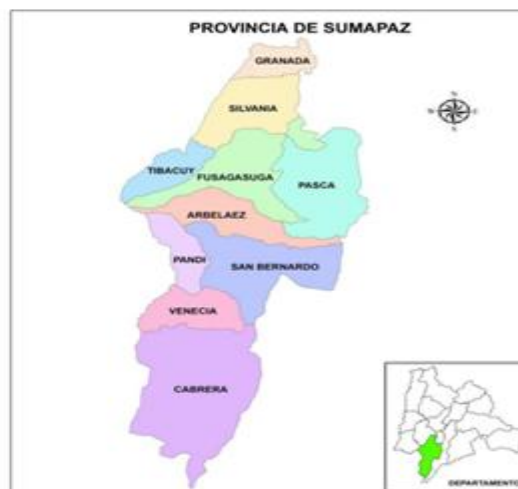 PROVINCIA DE SUMAPAZ
GRANADA
SILVANIA
TIBACUY
FUSAGASUGA
PASCA
ARBELAEZ
PANDI
SAN BERNARDO
VENECIA
CABRERA
DEPARTAMENTO